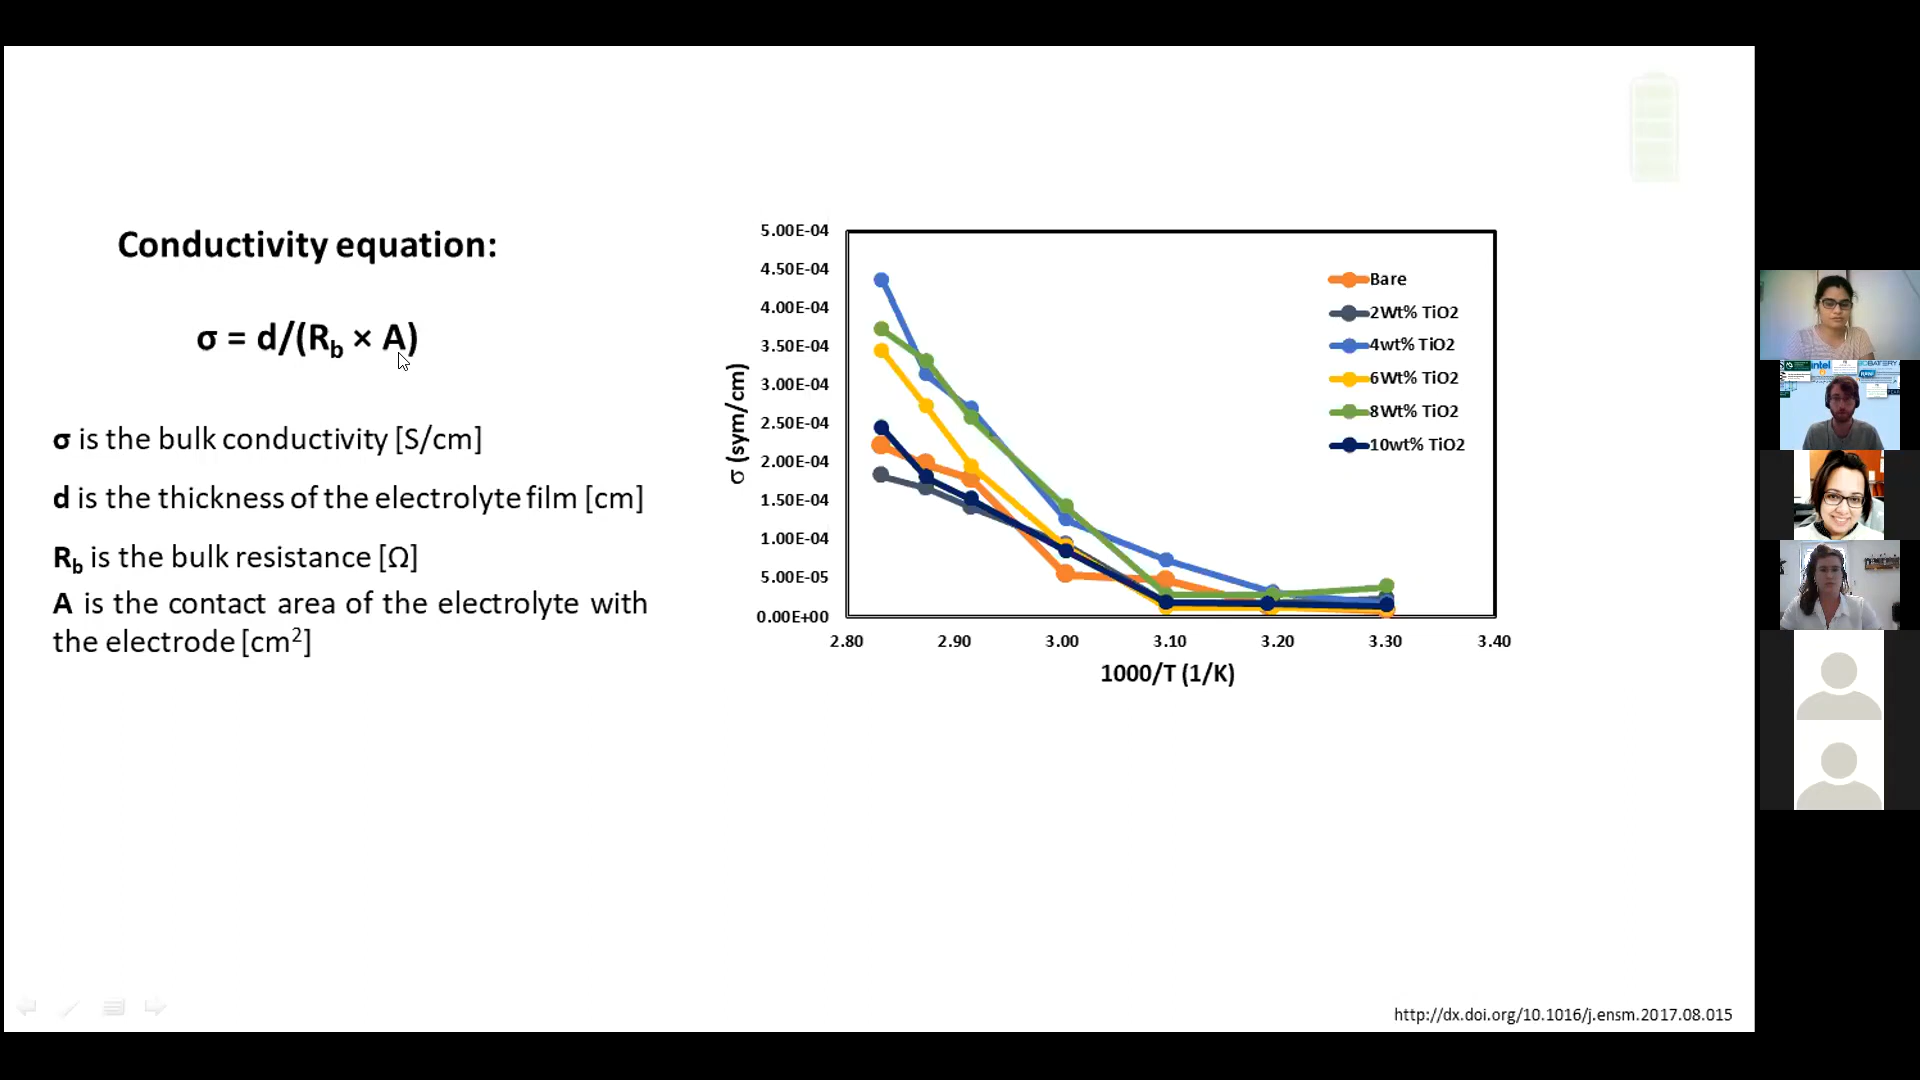 Conductivity equation:
σ = d/(Rb × A)
σ is the bulk conductivity [S/cm]
d is the thickness of the electrolyte film [cm]
Rb is the bulk resistance [Ω]
A is the contact area of the electrolyte with
the electrode [cm2]
σ (sym/cm)
5.00E-04
4.50E-04
4.00E-04
3.50E-04
3.00E-04
2.50E-04
2.00E-04
1.50E-04
1.00E-04
5.00E-05
0.00E+00
2.80 2.90 3.00 3.10 3.20 3.30 3.40
1000/T (1/K)
Bare
2Wt% TiO2
4wt% TiO2
6Wt% TiO2
8Wt% TiO2
10wt% TiO2
http://dx.doi.org/10.1016/j.ensm.2017.08.015
intel